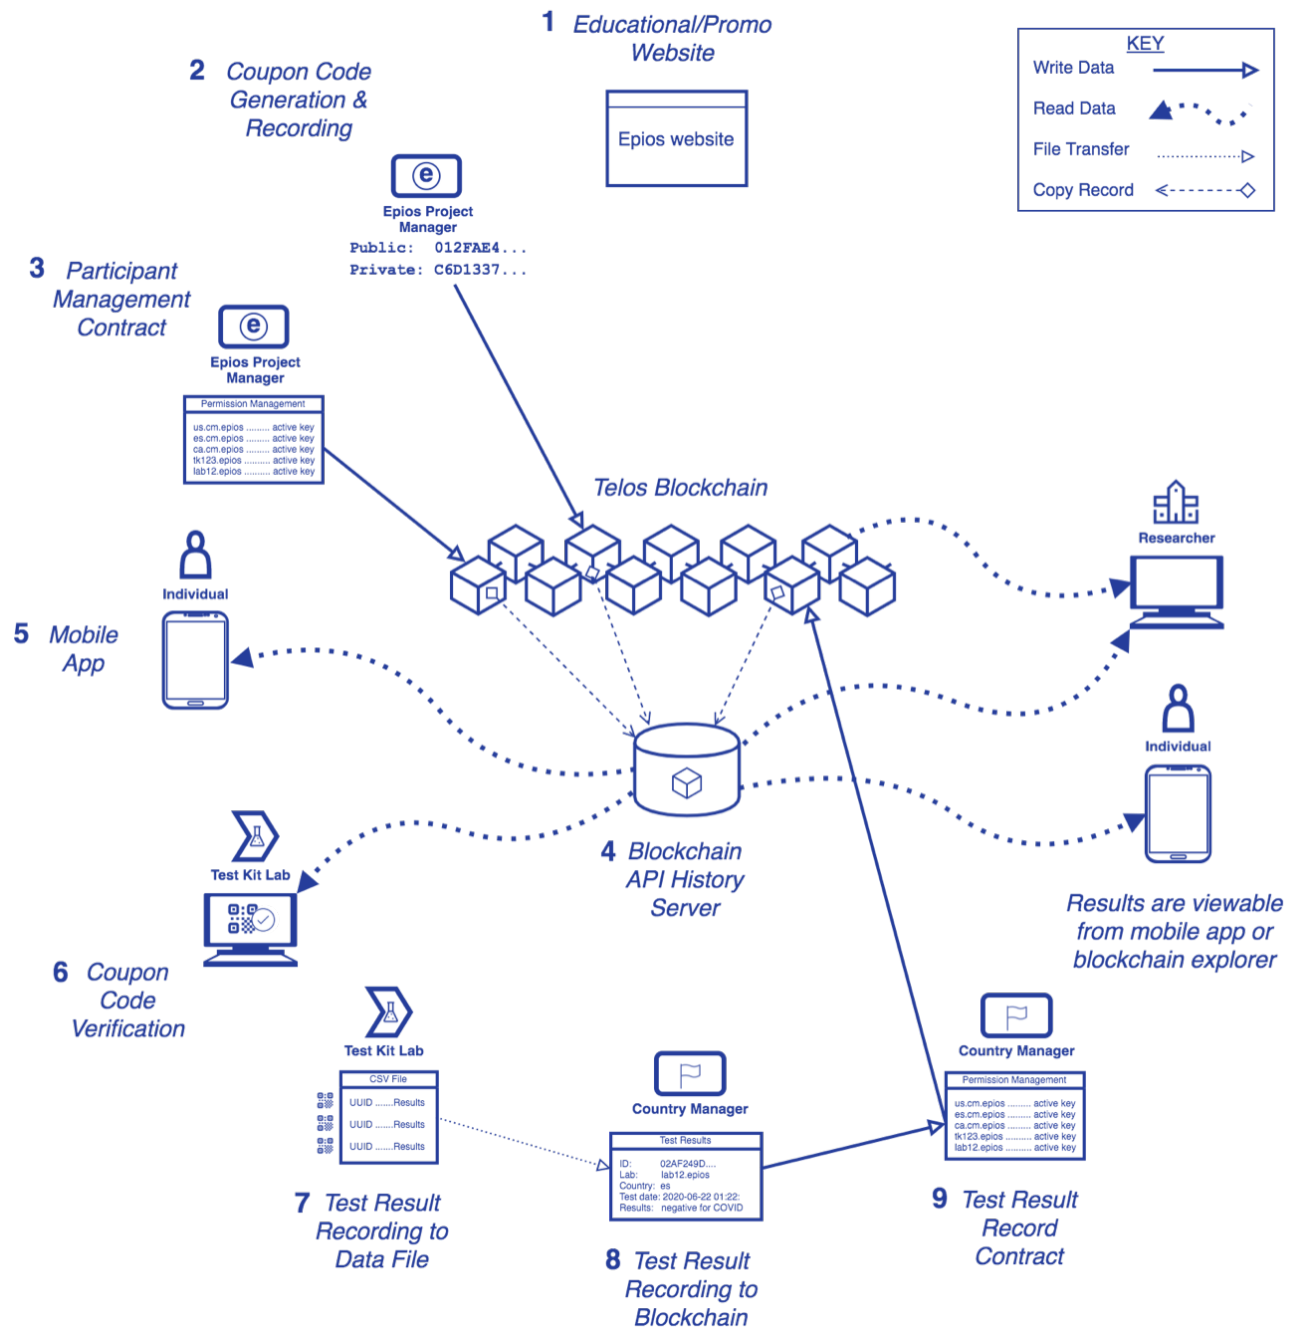 1 Educational/Promo
Website
Epios website
KEY
Write Data
Read Data
File Transfer
Copy Record
2 Coupon Code
Generation &
Recording
e
Epios Project
Manager
Public: 012FAE4...
Private: C6D1337...
3 Participant
Management
Contract
e
Epios Project
Manager
Permission Management
us.cm.epios ......... active key
es.cm.epios ......... active key
ca.cm.epios ......... active key
tk123.epios .......... active key
lab12.epios .......... active key
Telos Blockchain
Researcher
Individual
5 Mobile
App
Individual
Results are viewable
from mobile app or
blockchain explorer
4 Blockchain
API History
Server
Test Kit Lab
6 Coupon
Code
Verification
Test Kit Lab
CSV File
UUID ......Results
UUID ......Results
UUID ......Results
7 Test Result
Recording to
Data File
Country Manager
Test Results
ID: 02AF249D....
Lab: lab12.epios
Country: es
Test date: 2020-06-22 01:22:
Results: negative for COVID
8 Test Result
Recording to
Blockchain
Country Manager
Permission Management
us.cm.epios ......... active key
es.cm.epios ......... active key
ca.cm.epios ......... active key
tk123.epios .......... active key
lab12.epios .......... active key
9 Test Result
Record
Contract